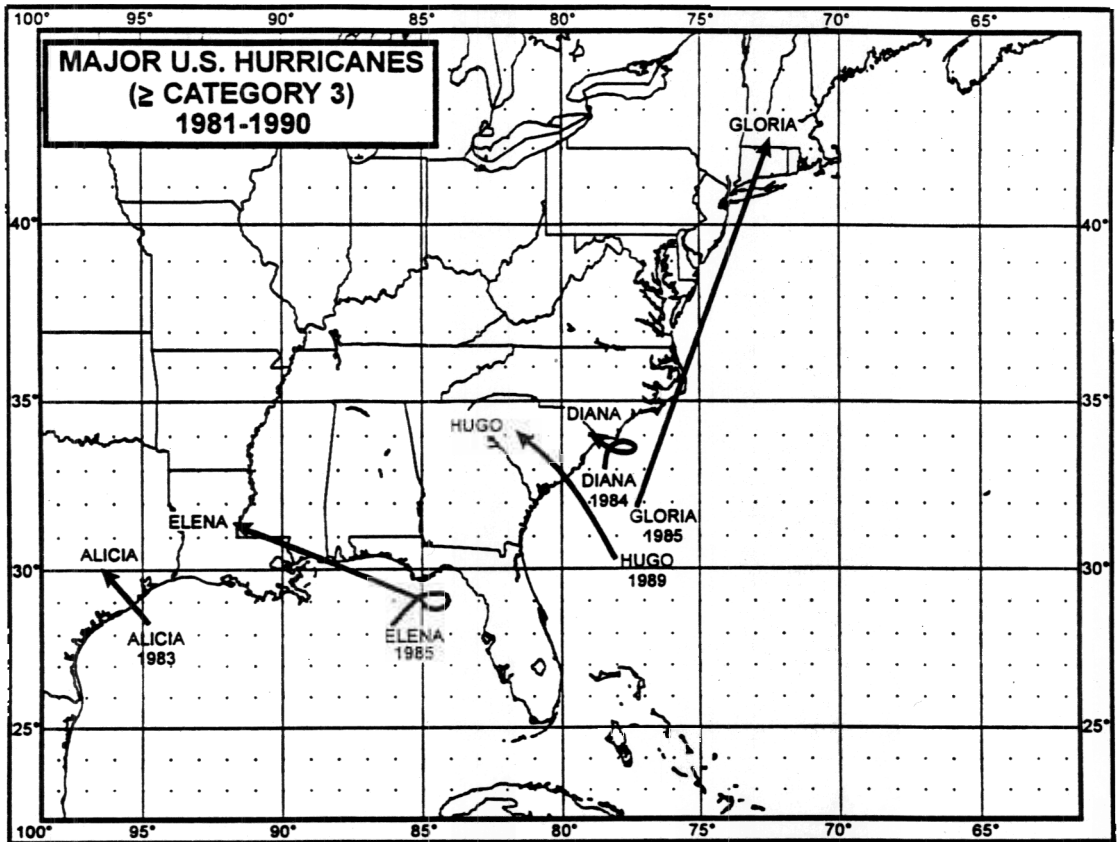 100° 95° 90° 85° 80° 75° 70° 65°
MAJOR U.S. HURRICANES
(≥ CATEGORY 3)
1981-1990
GLORIA
40° 40°
35° 35°
HUGO
DIANA
DIANA
1984
GLORIA
1985
ELENA
HUGO
1989
ALICIA
30° 30°
ALICIA
1983
ELENA
1985
25° 25°
100° 95° 90° 85° 80° 75° 70° 65°